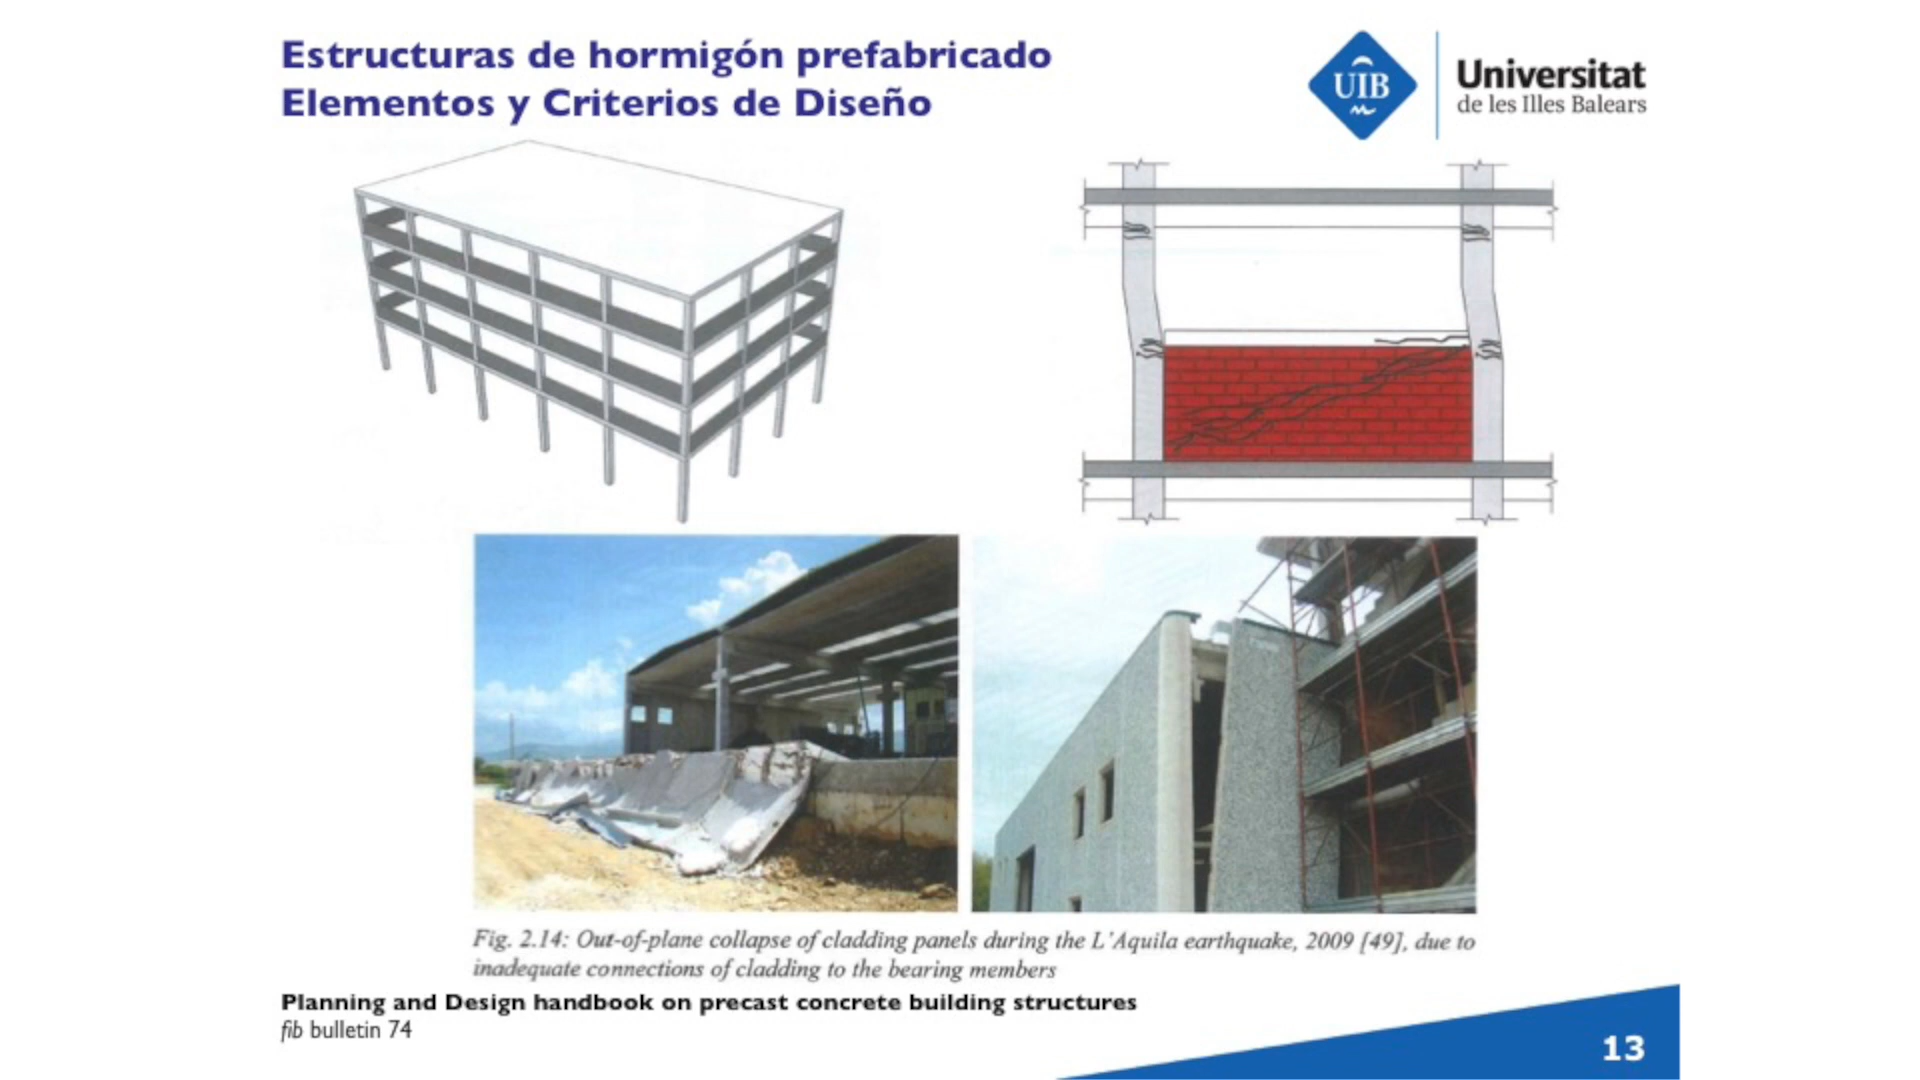 Estructuras de hormigón prefabricado
Elementos y Criterios de Diseño
UIB
Universitat
de les Illes Balears
Fig. 2.14: Out-of-plane collapse of cladding panels during the L'Aquila earthquake, 2009 [49], due to
inadequate connections of cladding to the bearing members
Planning and Design handbook on precast concrete building structures
fib bulletin 74
13